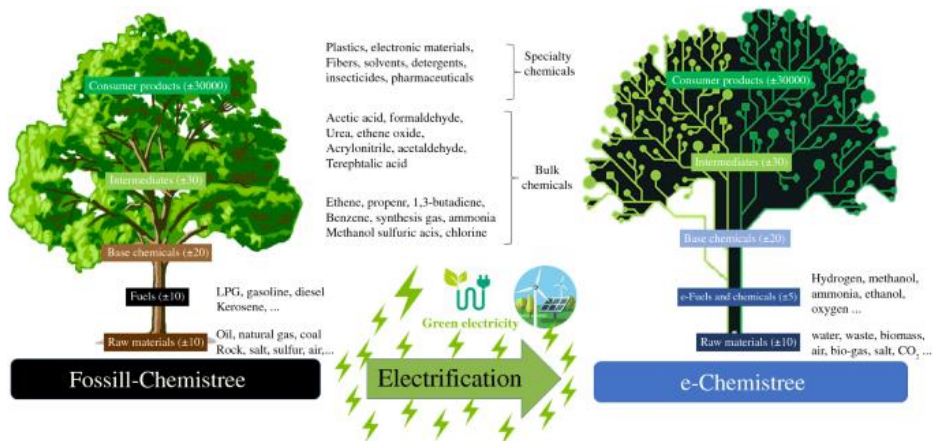 Consumer products (±30000)
Intermediates (±30)
Base chemicals (±20)
Fuels (±10)
LPG, gasoline, diesel
Kerosene, ...
Raw materials (±10)
Oil, natural gas, coal
Rock, salt, sulfur, air,...
Fossill-Chemistree
Plastics, electronic materials,
Fibers, solvents, detergents,
insecticides, pharmaceuticals
Specialty
chemicals
Acetic acid, formaldehyde,
Urea, ethene oxide,
Acrylonitrile, acetaldehyde,
Terephtalic acid
Bulk
chemicals
Ethene, propenr, 1,3-butadiene,
Benzene, synthesis gas, ammonia
Methanol sulfuric acis, chlorine
Green electricity
Electrification
Consumer products (±30000)
Intermediates (±30)
Base chemicals (±20)
e-Fuels and chemicals (±5)
Hydrogen, methanol,
ammonia, ethanol,
oxygen ...
Raw materials (±10)
water, waste, biomass,
air, bio-gas, salt, CO₂ ...
e-Chemistree